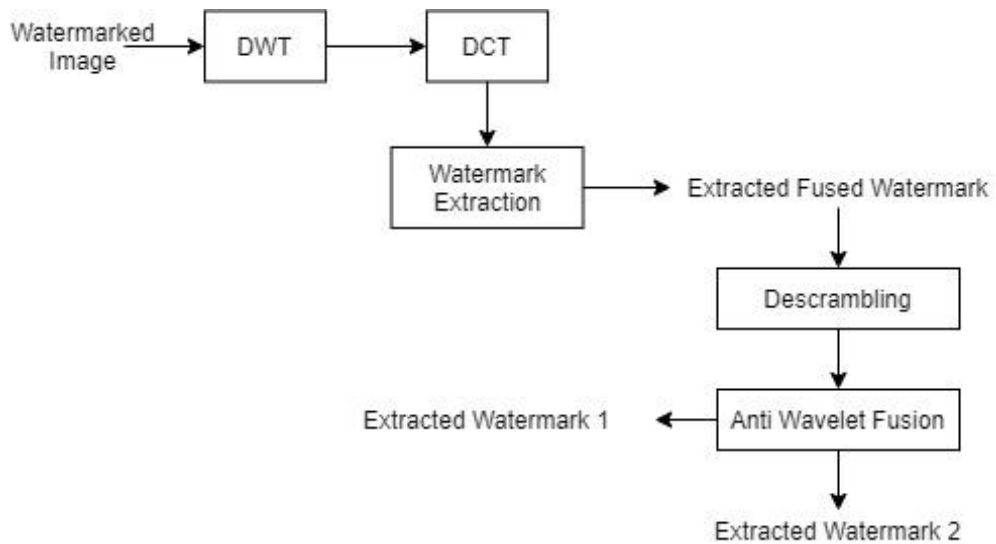 Watermarked
Image
DWT
DCT
Watermark
Extraction
Extracted Fused Watermark
Descrambling
Extracted Watermark 1
Anti Wavelet Fusion
Extracted Watermark 2